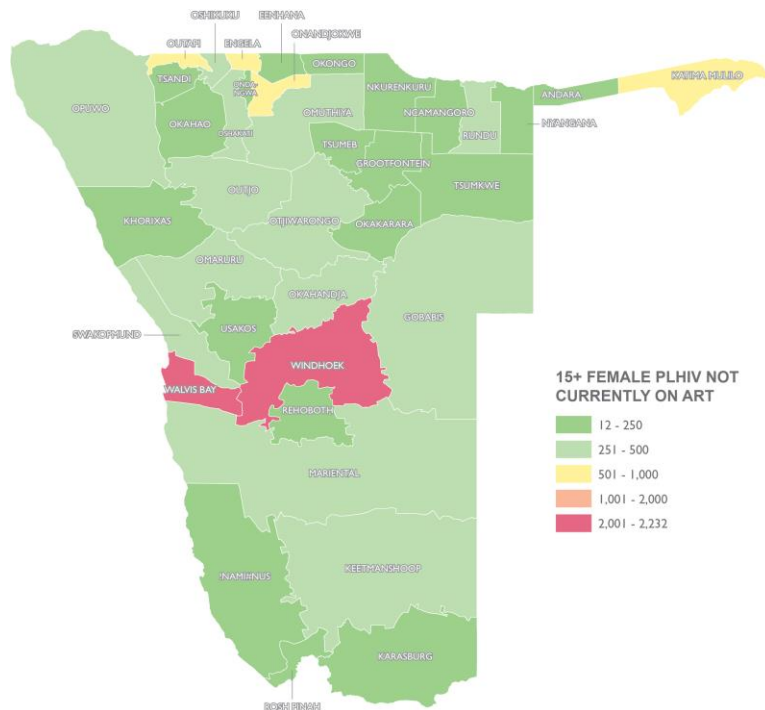 OSHIKUKU
EENHANA
OUTAPI
ENGELA
ONANDJOKWE
TSANDI
OKONGO
NKURENKURU
ANDARA
KATIMA MULILO
OPUWO
OKAHAO
OSHAKATI
OMUTHIYA
NCAMANGORO
RUNDU
NYANGANA
TSUMEB
GROOTFONTEIN
TSUMKWE
OUTJO
OTJIWARONGO
OKAKARARA
KHORIXAS
OMARURU
OKAHANDJA
GOBABIS
SWAKOPMUND
USAKOS
WINDHOEK
WALVIS BAY
REHOBOTH
15+ FEMALE PLHIV NOT
CURRENTLY ON ART
12 - 250
251 - 500
501 - 1,000
1,001 - 2,000
2,001 - 2,232
MARIENTAL
!NAMI#NUS
KEETMANSHOOP
KARASBURG
ROSH PINAH